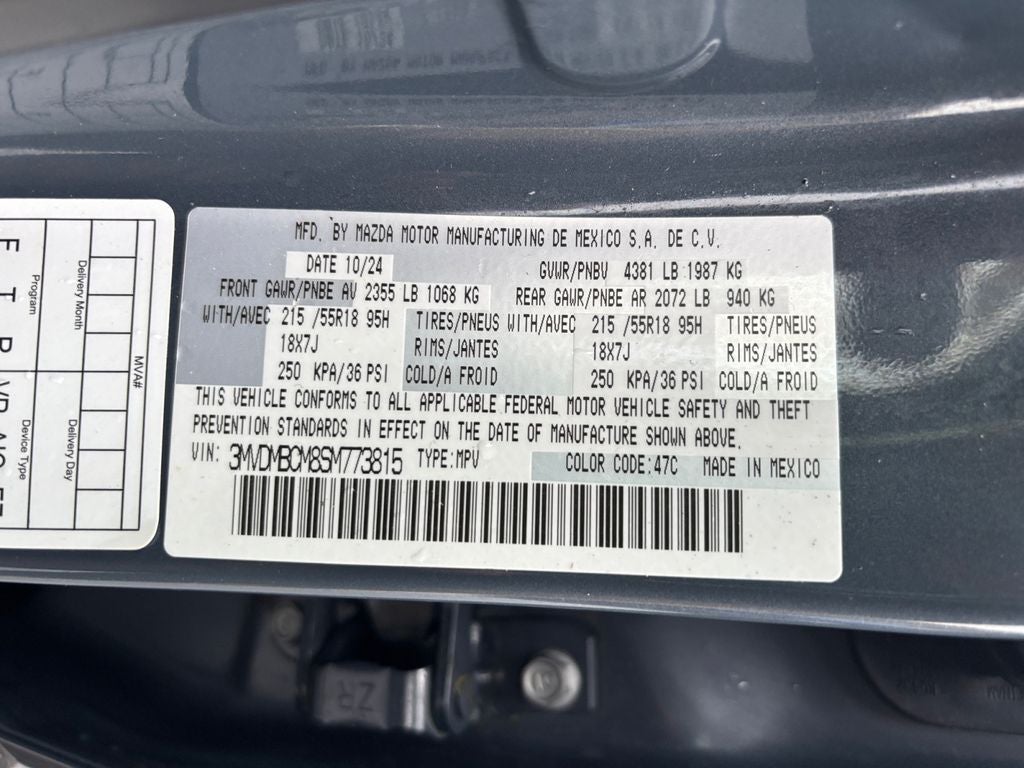 MFD. BY MAZDA MOTOR MANUFACTURING DE MEXICO S.A. DE C.V.
DATE 10/24 GVWR/PNBV 4381 LB 1987 KG
FRONT GAWR/PNBE AV 2355 LB 1068 KG REAR GAWR/PNBE AR 2072 LB 940 KG
WITH/AVEC 215 /55R18 95H TIRES/PNEUS WITH/AVEC 215 /55R18 95H TIRES/PNEUS
18X7J RIMS/JANTES 18X7J RIMS/JANTES
250 KPA/36 PSI COLD/A FROID 250 KPA/36 PSI COLD/A FROID
THIS VEHICLE CONFORMS TO ALL APPLICABLE FEDERAL MOTOR VEHICLE SAFETY AND THEFT
PREVENTION STANDARDS IN EFFECT ON THE DATE OF MANUFACTURE SHOWN ABOVE.
VIN: 3MVDMBCM8SM773815 TYPE:MPV COLOR CODE:47C MADE IN MEXICO
MVA#
Delivery Month
Delivery Day
Program
Device Type
ZR